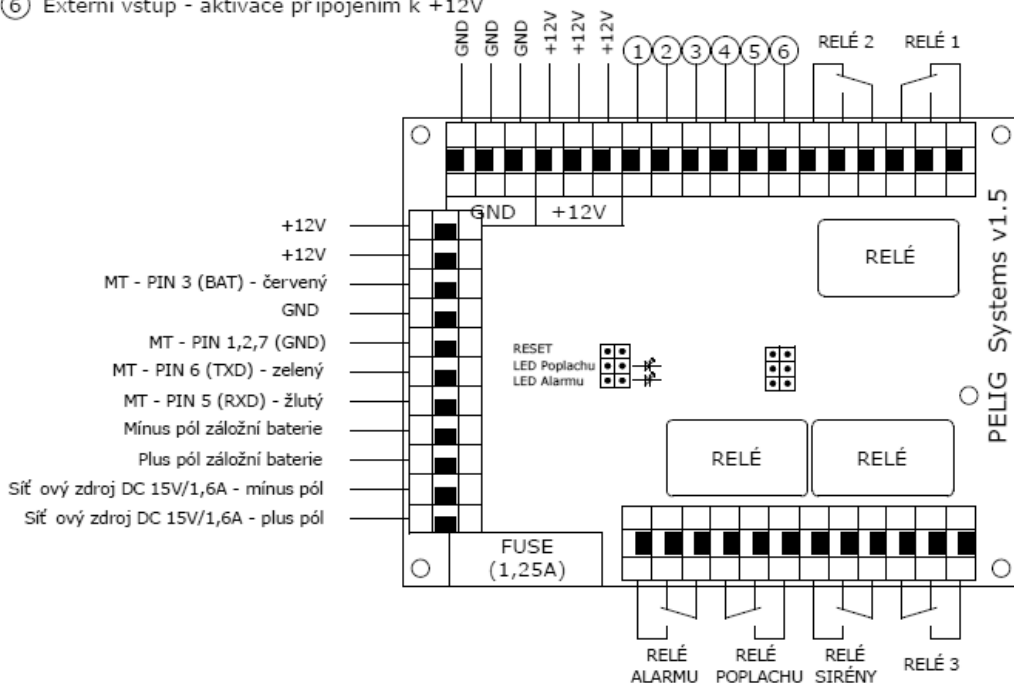 6 Externí vstup - aktivace připojením k +12V
GND
GND
GND
+12V
+12V
+12V
1
2
3
4
5
6
RELÉ 2
RELÉ 1
GND
+12V
+12V
+12V
MT - PIN 3 (BAT) - červený
GND
MT - PIN 1,2,7 (GND)
MT - PIN 6 (TXD) - zelený
MT - PIN 5 (RXD) - žlutý
Mínus pól záložní baterie
Plus pól záložní baterie
Síť ový zdroj DC 15V/1,6A - mínus pól
Síť ový zdroj DC 15V/1,6A - plus pól
RESET
LED Poplachu
LED Alarmu
RELÉ
PELIG Systems v1.5
RELÉ
RELÉ
FUSE
(1,25A)
RELÉ
ALARMU
RELÉ
POPLACHU
RELÉ
SIRÉNY
RELÉ 3